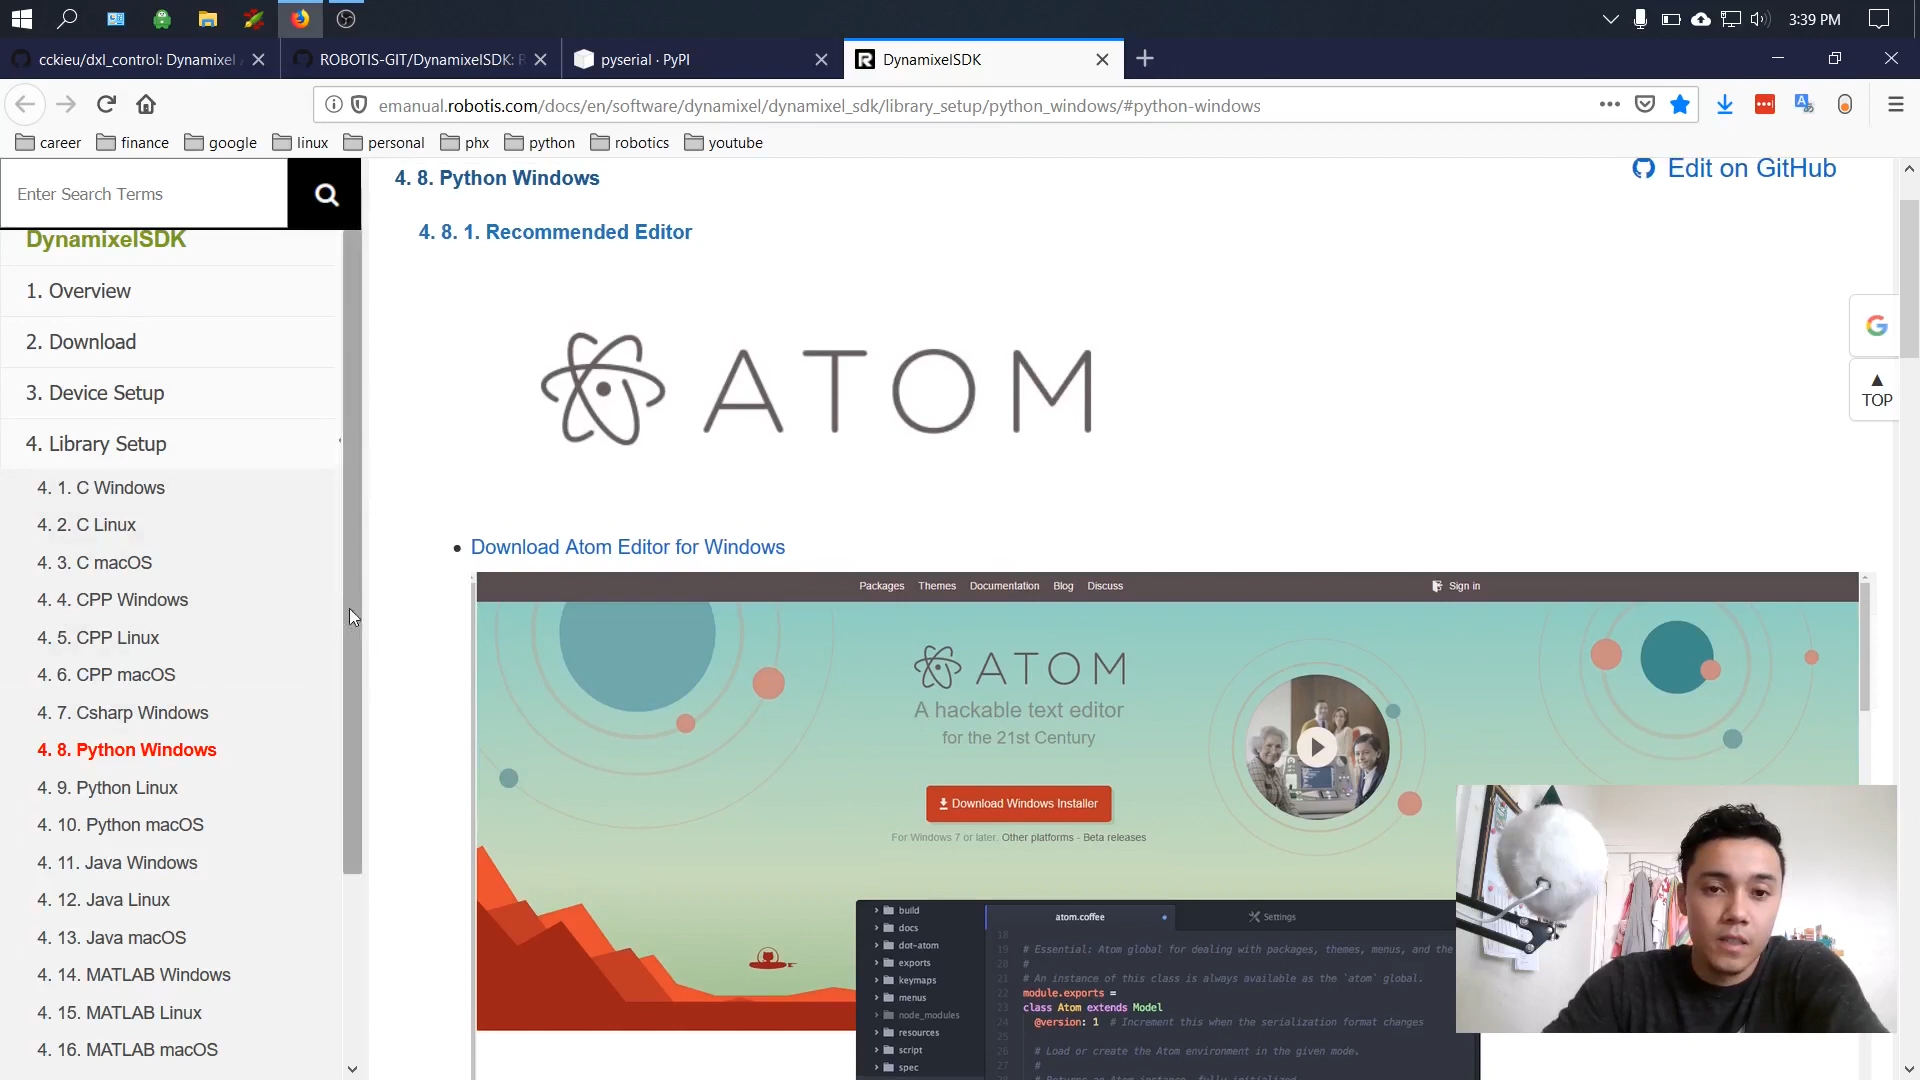 3:39 PM
cckieu/dxl_control: Dynamixel
ROBOTIS-GIT/DynamixelSDK: R
pyserial · PyPI
DynamixelSDK
emanual.robotis.com/docs/en/software/dynamixel/dynamixel_sdk/library_setup/python_windows/#python-windows
career
finance
google
linux
personal
phx
python
robotics
youtube
Enter Search Terms
DynamixelSDK
1. Overview
2. Download
3. Device Setup
4. Library Setup
4. 1. C Windows
4. 2. C Linux
4. 3. C macOS
4. 4. CPP Windows
4. 5. CPP Linux
4. 6. CPP macOS
4. 7. Csharp Windows
4. 8. Python Windows
4. 9. Python Linux
4. 10. Python macOS
4. 11. Java Windows
4. 12. Java Linux
4. 13. Java macOS
4. 14. MATLAB Windows
4. 15. MATLAB Linux
4. 16. MATLAB macOS
4. 8. Python Windows
Edit on GitHub
4. 8. 1. Recommended Editor
ATOM
TOP
Download Atom Editor for Windows
Packages Themes Documentation Blog Discuss
Sign in
ATOM
A hackable text editor
for the 21st Century
Download Windows Installer
For Windows 7 or later. Other platforms - Beta releases
build
docs
dot-atom
exports
keymaps
menus
node_modules
resources
script
spec
atom.coffee
Settings
18
19 # Essential: Atom global for dealing with packages, themes, menus, and the
20 #
21 # An instance of this class is always available as the `atom` global.
22 module.exports =
23 class Atom extends Model
24 @version: 1 # Increment this when the serialization format changes
25
26 # Load or create the Atom environment in the given mode.
27 #